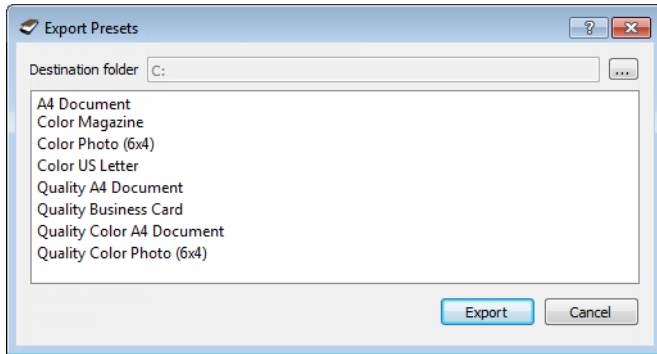 Export Presets
?
Destination folder C: ...
A4 Document
Color Magazine
Color Photo (6x4)
Color US Letter
Quality A4 Document
Quality Business Card
Quality Color A4 Document
Quality Color Photo (6x4)
Export Cancel